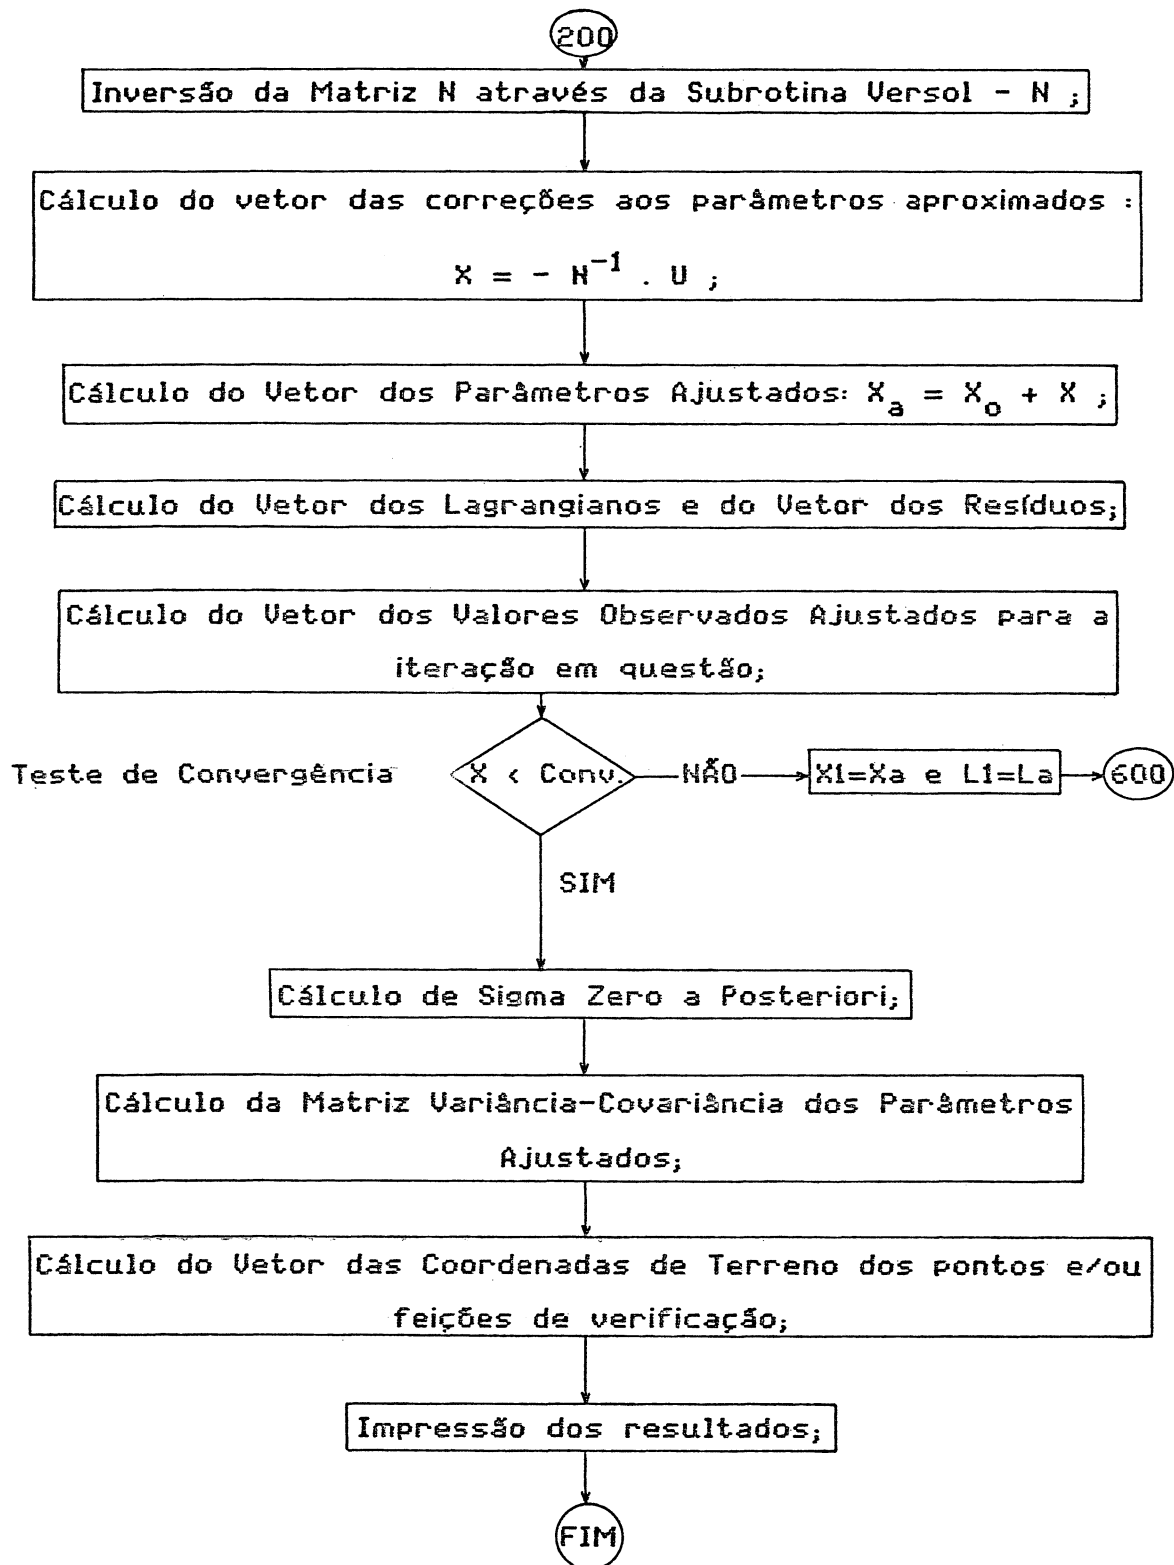 200
Inversão da Matriz N através da Subrotina Versol - N ;
Cálculo do vetor das correções aos parâmetros aproximados :
X = - N⁻¹ . U ;
Cálculo do Vetor dos Parâmetros Ajustados: Xₐ = Xₒ + X ;
Cálculo do Vetor dos Lagrangianos e do Vetor dos Resíduos;
Cálculo do Vetor dos Valores Observados Ajustados para a
iteração em questão;
Teste de Convergência X < Conv. NÃO X1=Xa e L1=La 600
SIM
Cálculo de Sigma Zero a Posteriori;
Cálculo da Matriz Variância-Covariância dos Parâmetros
Ajustados;
Cálculo do Vetor das Coordenadas de Terreno dos pontos e/ou
feições de verificação;
Impressão dos resultados;
FIM